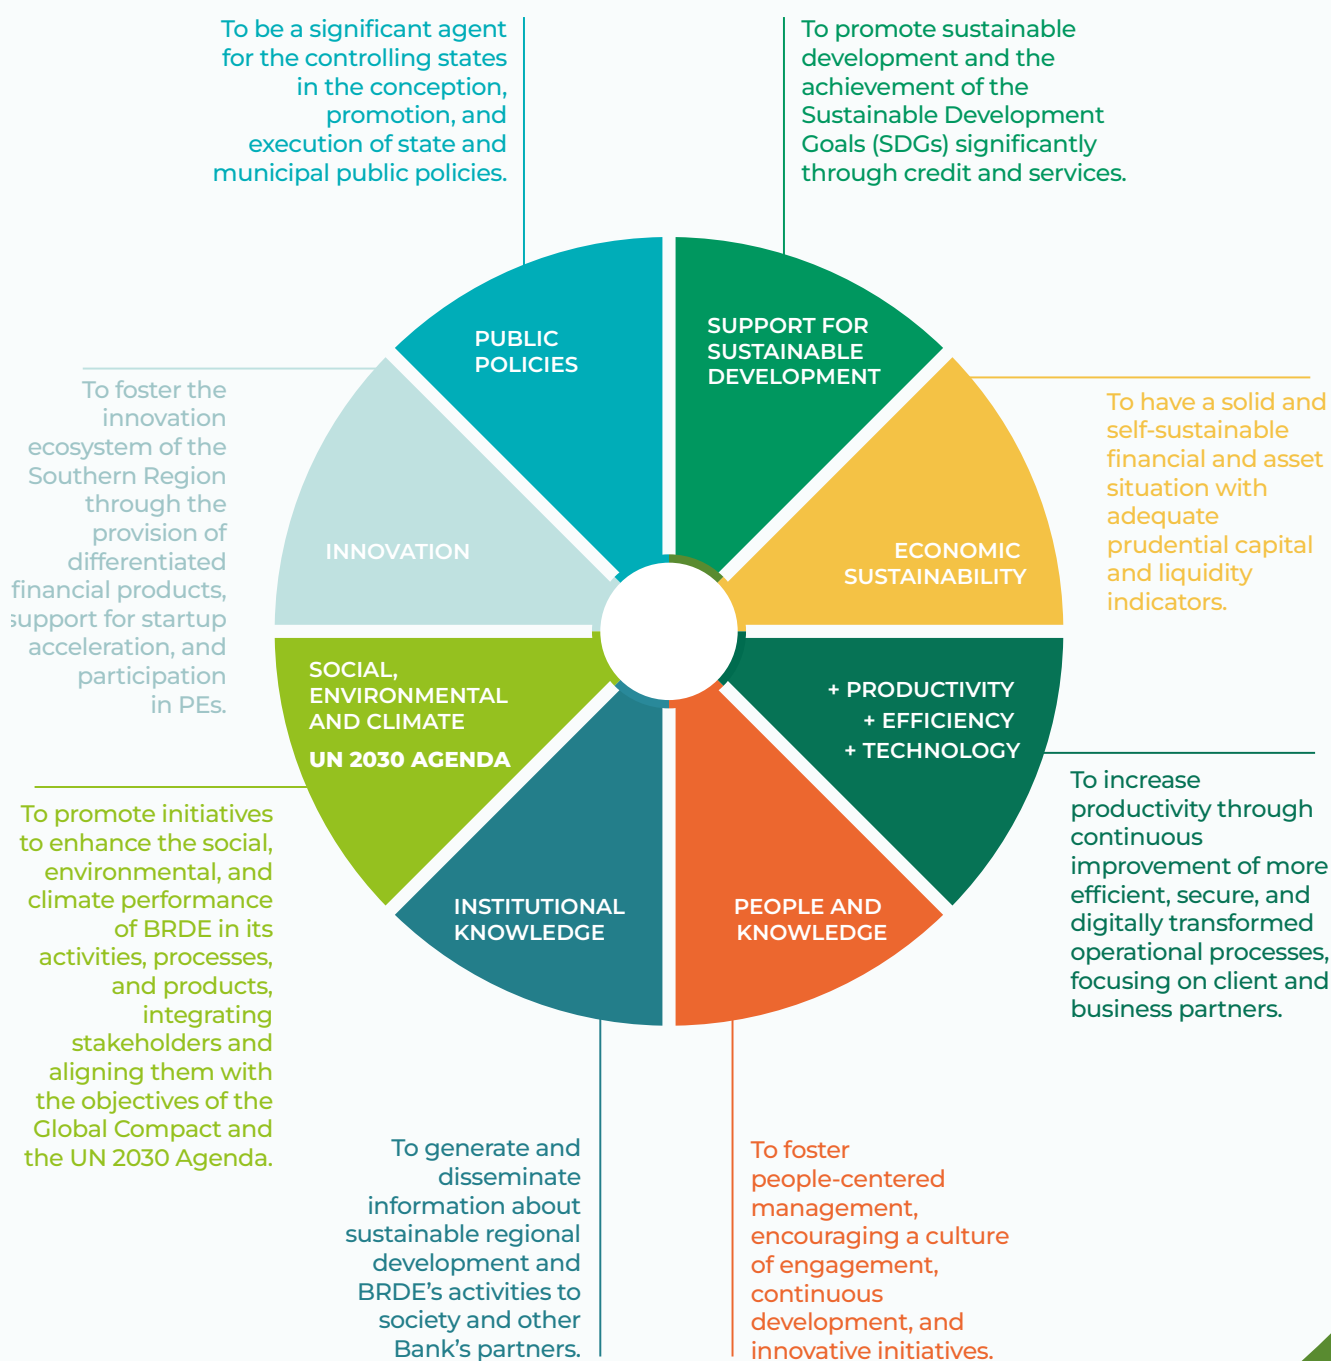 To be a significant agent
for the controlling states
in the conception,
promotion, and
execution of state and
municipal public policies.
To promote sustainable
development and the
achievement of the
Sustainable Development
Goals (SDGs) significantly
through credit and services.
PUBLIC
POLICIES
SUPPORT FOR
SUSTAINABLE
DEVELOPMENT
To foster the
innovation
ecosystem of the
Southern Region
through the
provision of
differentiated
financial products,
support for startup
acceleration, and
participation
in PEs.
INNOVATION
ECONOMIC
SUSTAINABILITY
To have a solid and
self-sustainable
financial and asset
situation with
adequate
prudential capital
and liquidity
indicators.
SOCIAL,
ENVIRONMENTAL
AND CLIMATE
UN 2030 AGENDA
+ PRODUCTIVITY
+ EFFICIENCY
+ TECHNOLOGY
To promote initiatives
to enhance the social,
environmental, and
climate performance
of BRDE in its
activities, processes,
and products,
integrating
stakeholders and
aligning them with
the objectives of the
Global Compact and
the UN 2030 Agenda.
To increase
productivity through
continuous
improvement of more
efficient, secure, and
digitally transformed
operational processes,
focusing on client and
business partners.
INSTITUTIONAL
KNOWLEDGE
PEOPLE AND
KNOWLEDGE
To generate and
disseminate
information about
sustainable regional
development and
BRDE’s activities to
society and other
Bank’s partners.
To foster
people-centered
management,
encouraging a culture
of engagement,
continuous
development, and
innovative initiatives.